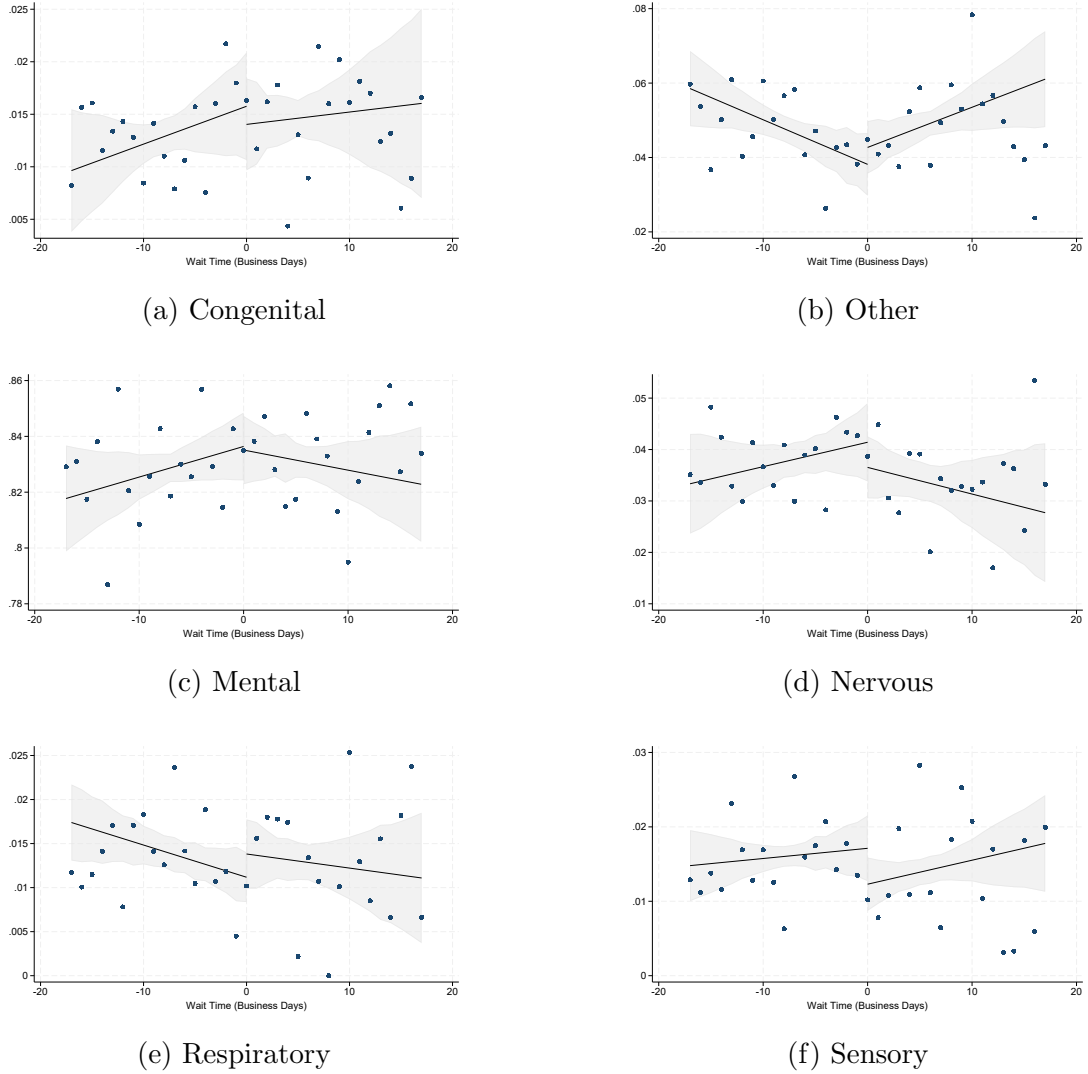 .025
.02
.015
.01
.005
-20 -10 0 10 20
Wait Time (Business Days)
(a) Congenital
.08
.06
.04
.02
-20 -10 0 10 20
Wait Time (Business Days)
(b) Other
.86
.84
.82
.8
.78
-20 -10 0 10 20
Wait Time (Business Days)
(c) Mental
.05
.04
.03
.02
.01
-20 -10 0 10 20
Wait Time (Business Days)
(d) Nervous
.025
.02
.015
.01
.005
0
-20 -10 0 10 20
Wait Time (Business Days)
(e) Respiratory
.03
.02
.01
0
-20 -10 0 10 20
Wait Time (Business Days)
(f) Sensory